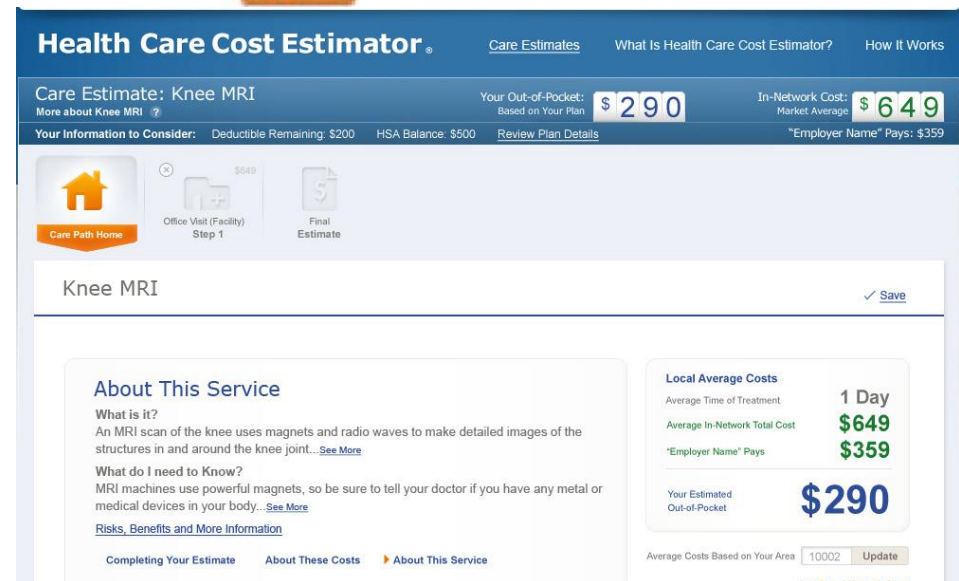 Health Care Cost Estimator®
Care Estimates What Is Health Care Cost Estimator? How It Works
Care Estimate: Knee MRI
More about Knee MRI ?
Your Out-of-Pocket:
Based on Your Plan
$290
In-Network Cost:
Market Average
$649
Your Information to Consider: Deductible Remaining: $200 HSA Balance: $500 Review Plan Details "Employer Name" Pays: $359
Care Path Home
$649
Office Visit (Facility)
Step 1
$
Final
Estimate
Knee MRI
✓ Save
About This Service
What is it?
An MRI scan of the knee uses magnets and radio waves to make detailed images of the
structures in and around the knee joint...See More
What do I need to Know?
MRI machines use powerful magnets, so be sure to tell your doctor if you have any metal or
medical devices in your body...See More
Risks, Benefits and More Information
Completing Your Estimate About These Costs About This Service
Local Average Costs
Average Time of Treatment 1 Day
Average In-Network Total Cost $649
"Employer Name" Pays $359
Your Estimated
Out-of-Pocket
$290
Average Costs Based on Your Area 10002 Update